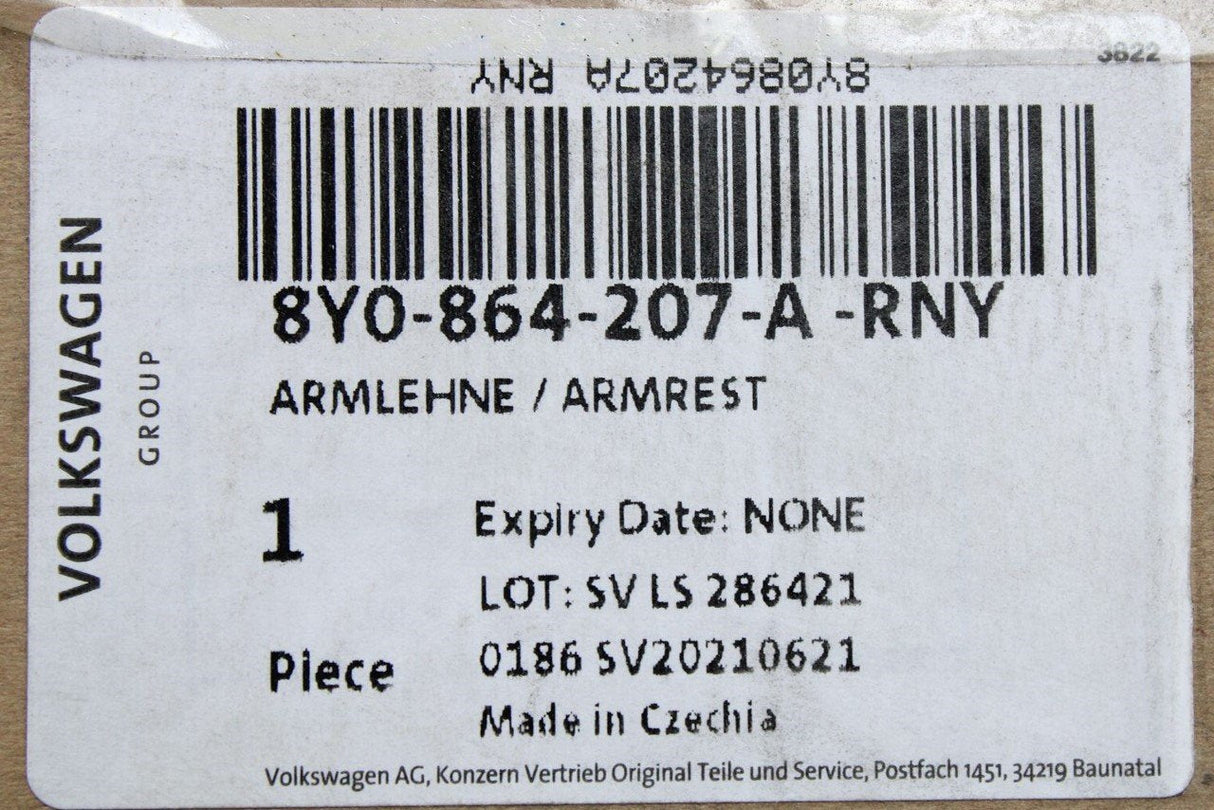 3822
8Y0864207A RNY
8Y0-864-207-A -RNY
ARMLEHNE / ARMREST
VOLKSWAGEN
GROUP
1
Piece
Expiry Date: NONE
LOT: SV LS 286421
0186 SV20210621
Made in Czechia
Volkswagen AG, Konzern Vertrieb Original Teile und Service, Postfach 1451, 34219 Baunatal